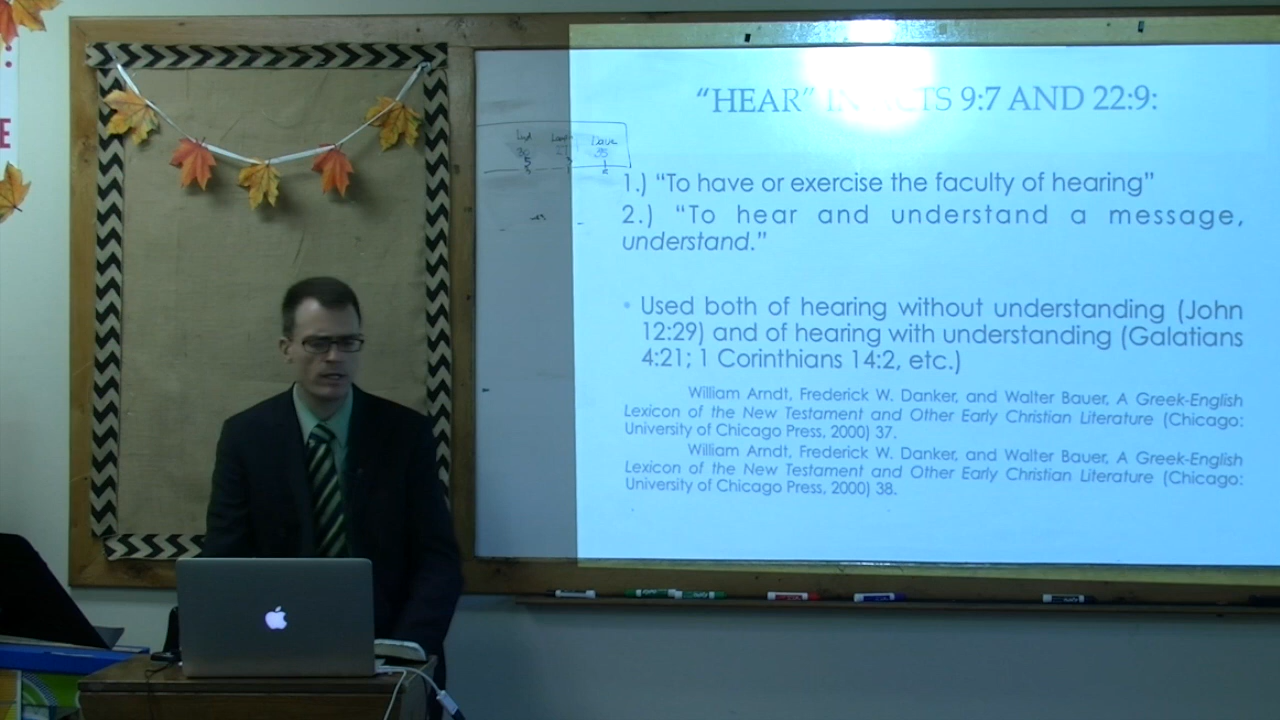 "HEAR" IN ACTS 9:7 AND 22:9:
1.) "To have or exercise the faculty of hearing"
2.) "To hear and understand a message,
understand."
• Used both of hearing without understanding (John
12:29) and of hearing with understanding (Galatians
4:21; 1 Corinthians 14:2, etc.)
William Arndt, Frederick W. Danker, and Walter Bauer, A Greek-English
Lexicon of the New Testament and Other Early Christian Literature (Chicago:
University of Chicago Press, 2000) 37.
William Arndt, Frederick W. Danker, and Walter Bauer, A Greek-English
Lexicon of the New Testament and Other Early Christian Literature (Chicago:
University of Chicago Press, 2000) 38.
Dave
E